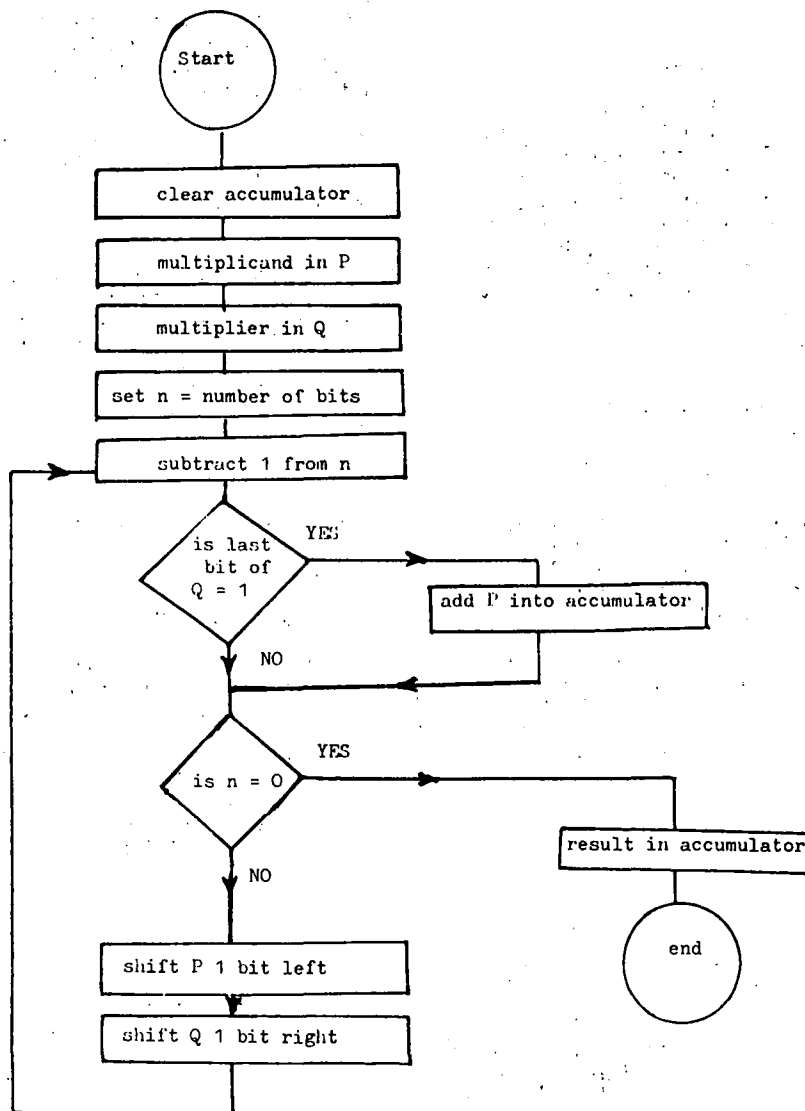 Start
clear accumulator
multiplicand in P
multiplier in Q
set n = number of bits
subtract 1 from n
is last
bit of
Q = 1
YES
add P into accumulator
NO
is n = 0
YES
result in accumulator
end
NO
shift P 1 bit left
shift Q 1 bit right